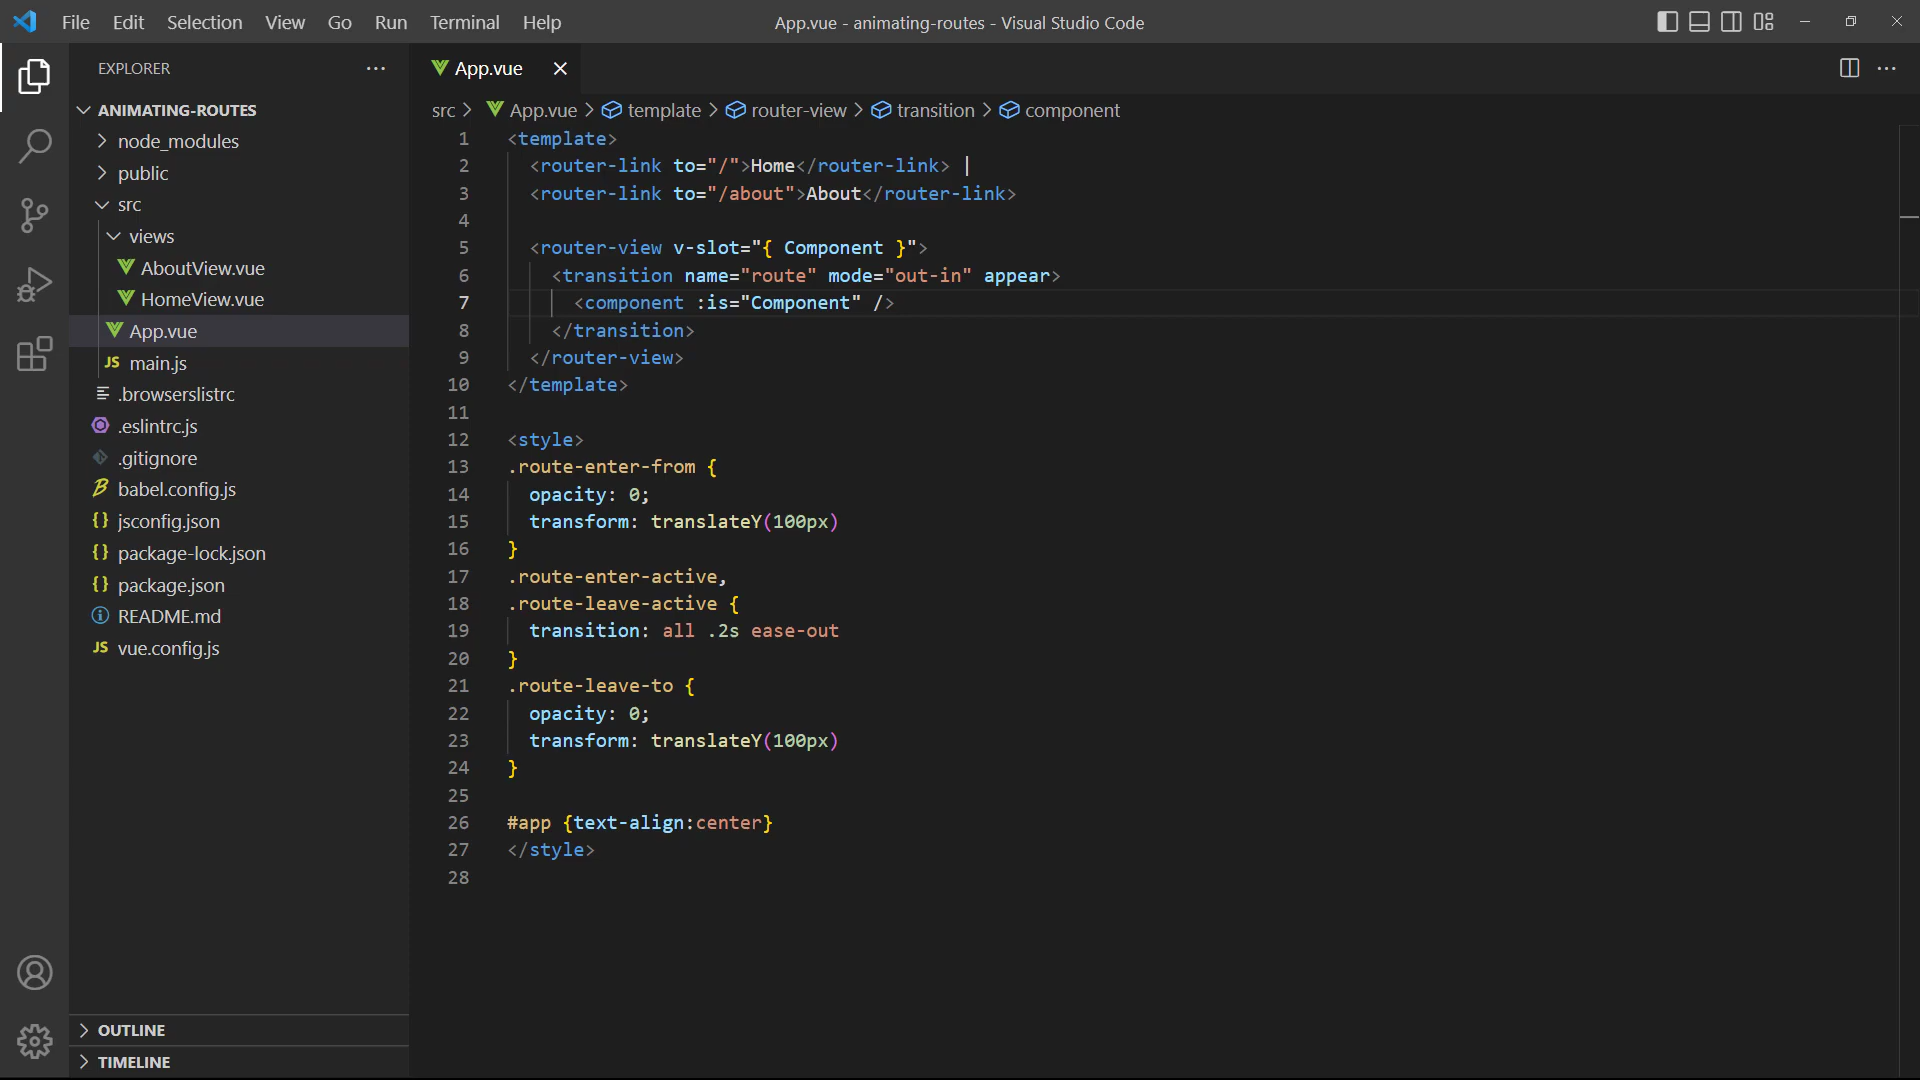 File Edit Selection View Go Run Terminal Help
App.vue - animating-routes - Visual Studio Code
EXPLORER
ANIMATING-ROUTES
node_modules
public
src
views
AboutView.vue
HomeView.vue
App.vue
JS main.js
.browserslistrc
.eslintrc.js
.gitignore
babel.config.js
{} jsconfig.json
{} package-lock.json
{} package.json
README.md
JS vue.config.js
OUTLINE
TIMELINE
App.vue
src > App.vue > template > router-view > transition > component
1 <template>
2 <router-link to="/">Home</router-link> |
3 <router-link to="/about">About</router-link>
4
5 <router-view v-slot="{ Component }">
6 <transition name="route" mode="out-in" appear>
7 <component :is="Component" />
8 </transition>
9 </router-view>
10 </template>
11
12 <style>
13 .route-enter-from {
14 opacity: 0;
15 transform: translateY(100px)
16 }
17 .route-enter-active,
18 .route-leave-active {
19 transition: all .2s ease-out
20 }
21 .route-leave-to {
22 opacity: 0;
23 transform: translateY(100px)
24 }
25
26 #app {text-align:center}
27 </style>
28